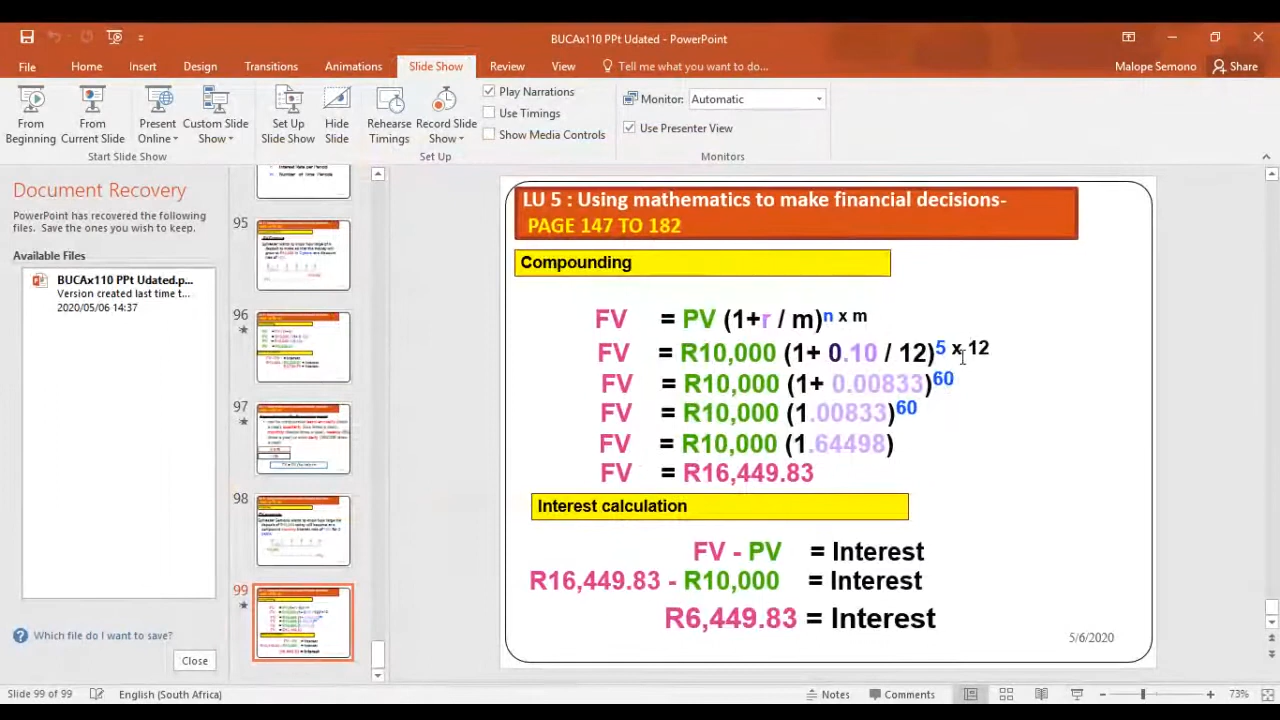 BUCAx110 PPt Udated - PowerPoint
File Home Insert Design Transitions Animations Slide Show Review View Tell me what you want to do... Malope Semono Share
From Beginning
From Current Slide
Present Online
Custom Slide Show
Set Up Slide Show
Hide Slide
Rehearse Timings
Record Slide Show
Play Narrations
Use Timings
Show Media Controls
Monitor: Automatic
Use Presenter View
Start Slide Show Set Up Monitors
Document Recovery
PowerPoint has recovered the following
files. Save the ones you wish to keep.
Available Files
BUCAx110 PPt Udated.p...
Version created last time t...
2020/05/06 14:37
Which file do I want to save?
Close
95
96
97
98
99
LU 5 : Using mathematics to make financial decisions-
PAGE 147 TO 182
Compounding
FV = PV (1+r / m)n x m
FV = R10,000 (1+ 0.10 / 12)5 x 12
FV = R10,000 (1+ 0.00833)60
FV = R10,000 (1.00833)60
FV = R10,000 (1.64498)
FV = R16,449.83
Interest calculation
FV - PV = Interest
R16,449.83 - R10,000 = Interest
R6,449.83 = Interest
5/6/2020
Slide 99 of 99 English (South Africa) Notes Comments 73%